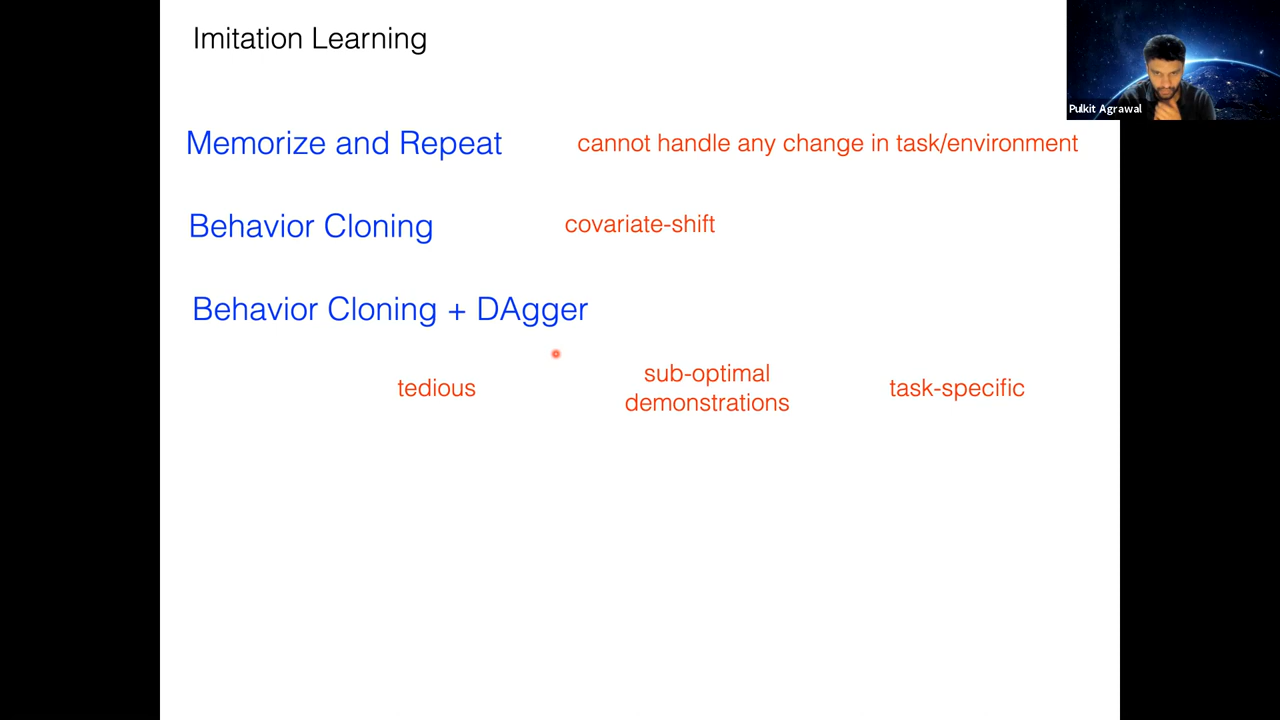 Imitation Learning
Pulkit Agrawal
Memorize and Repeat
cannot handle any change in task/environment
Behavior Cloning
covariate-shift
Behavior Cloning + DAgger
tedious
sub-optimal
demonstrations
task-specific